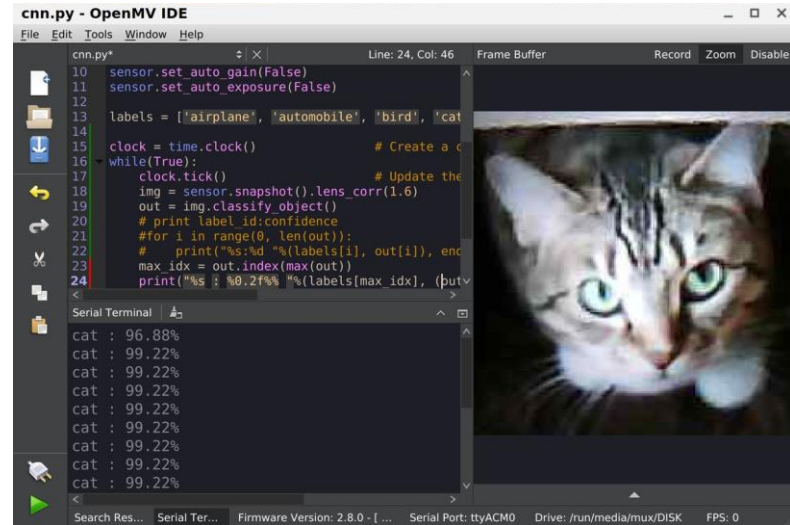 cnn.py - OpenMV IDE
File Edit Tools Window Help
cnn.py* Line: 24, Col: 46
Frame Buffer Record Zoom Disable
10 sensor.set_auto_gain(False)
11 sensor.set_auto_exposure(False)
12
13 labels = ['airplane', 'automobile', 'bird', 'cat
14
15 clock = time.clock() # Create a c
16 while(True):
17 clock.tick() # Update the
18 img = sensor.snapshot().lens_corr(1.6)
19 out = img.classify_object()
20 # print label_id:confidence
21 #for i in range(0, len(out)):
22 # print("%s:%d "%(labels[i], out[i]), end
23 max_idx = out.index(max(out))
24 print("%s : %0.2f%% "%(labels[max_idx], (out
Serial Terminal
cat : 96.88%
cat : 99.22%
cat : 99.22%
cat : 99.22%
cat : 99.22%
cat : 99.22%
cat : 99.22%
cat : 99.22%
Search Res... Serial Ter... Firmware Version: 2.8.0 - [ ... Serial Port: ttyACM0 Drive: /run/media/mux/DISK FPS: 0